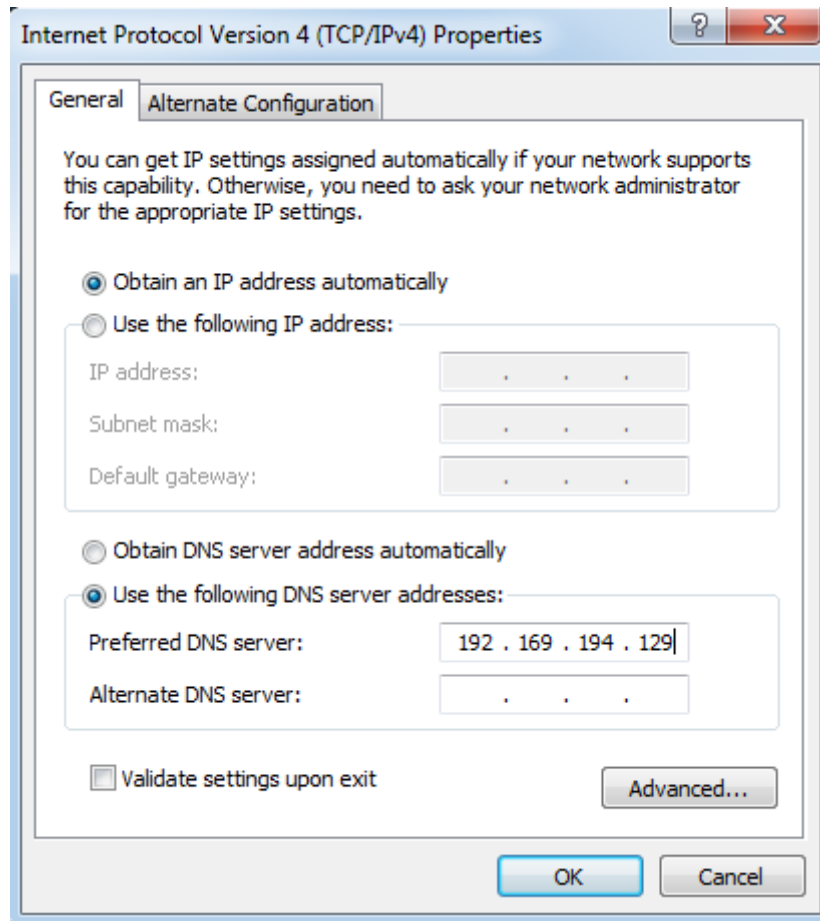 Internet Protocol Version 4 (TCP/IPv4) Properties
General
Alternate Configuration
You can get IP settings assigned automatically if your network supports
this capability. Otherwise, you need to ask your network administrator
for the appropriate IP settings.
Obtain an IP address automatically
Use the following IP address:
IP address: . . .
Subnet mask: . . .
Default gateway: . . .
Obtain DNS server address automatically
Use the following DNS server addresses:
Preferred DNS server: 192 . 169 . 194 . 129
Alternate DNS server: . . .
Validate settings upon exit
Advanced...
OK Cancel